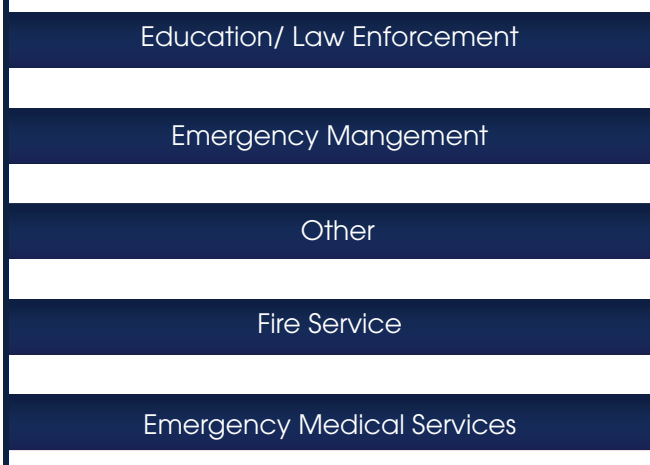 Education/ Law Enforcement
Emergency Mangement
Other
Fire Service
Emergency Medical Services